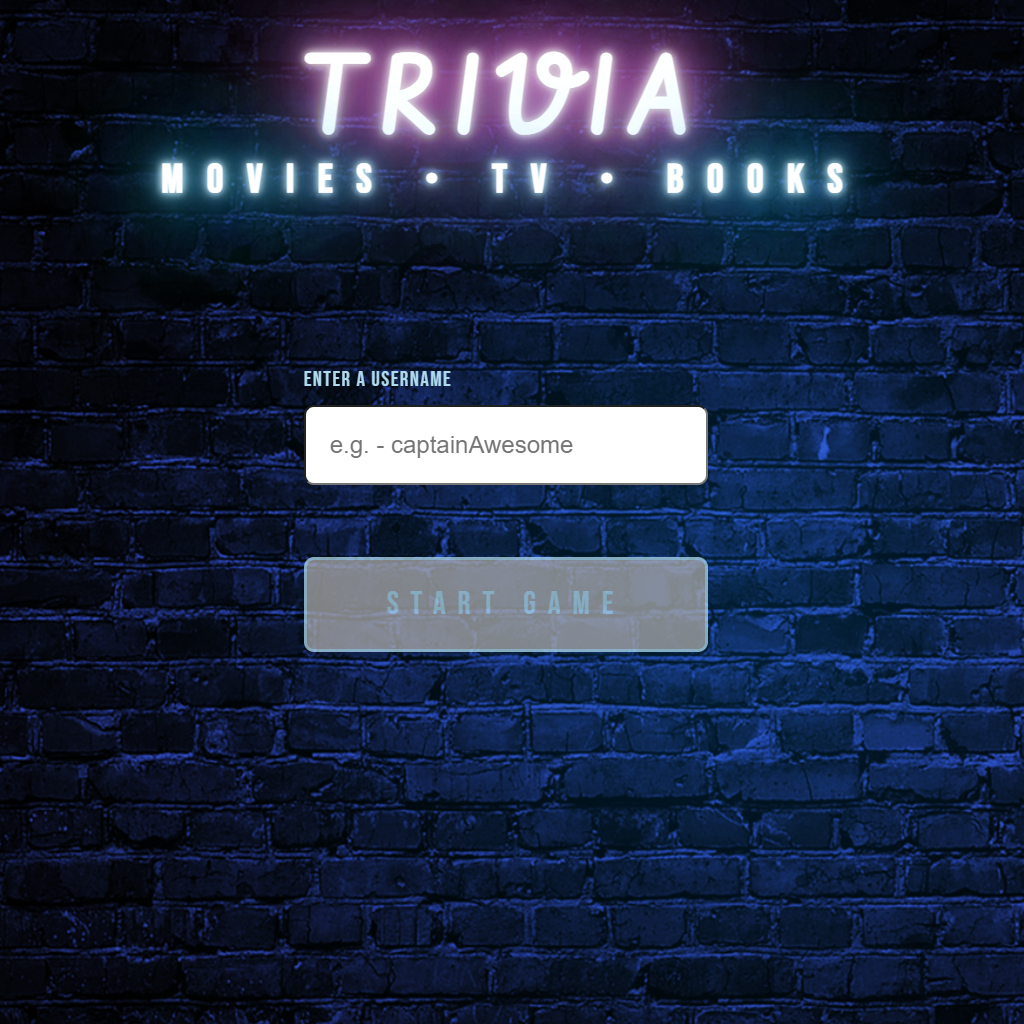 TRIVIA
MOVIES • TV • BOOKS
ENTER A USERNAME
e.g. - captainAwesome
START GAME